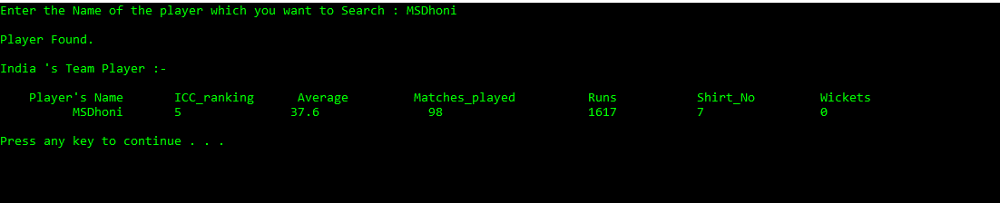 Enter the Name of the player which you want to Search : MSDhoni
Player Found.
India 's Team Player :-
Player's Name ICC_ranking Average Matches_played Runs Shirt_No Wickets
MSDhoni 5 37.6 98 1617 7 0
Press any key to continue . . .